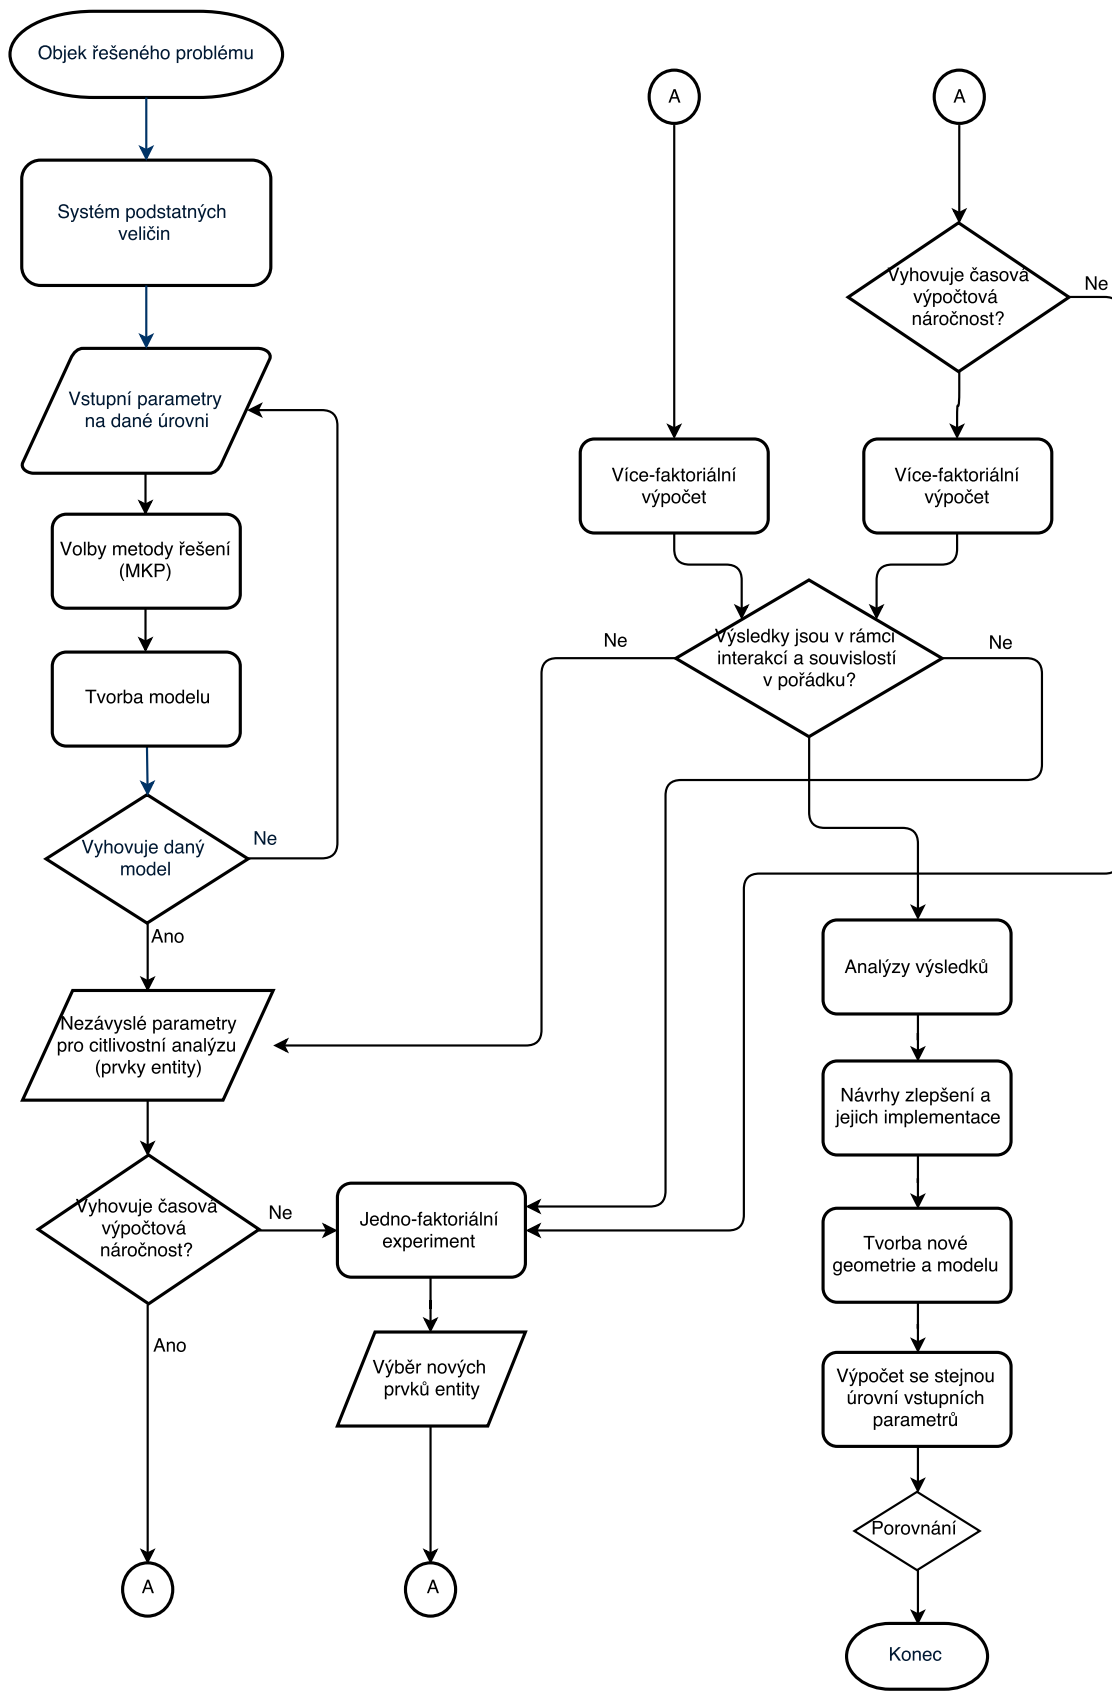 Objek řešeného problému
Systém podstatných
veličin
Vstupní parametry
na dané úrovni
Volby metody řešení
(MKP)
Tvorba modelu
Vyhovuje daný
model
Ne
Ano
Nezávyslé parametry
pro citlivostní analýzu
(prvky entity)
Vyhovuje časová
výpočtová
náročnost?
Ne
Ano
A
Jedno-faktoriální
experiment
Výběr nových
prvků entity
A
A
Více-faktoriální
výpočet
A
Vyhovuje časová
výpočtová
náročnost?
Ne
Více-faktoriální
výpočet
Výsledky jsou v rámci
interakcí a souvislostí
v pořádku?
Ne
Ne
Analýzy výsledků
Návrhy zlepšení a
jejich implementace
Tvorba nové
geometrie a modelu
Výpočet se stejnou
úrovní vstupních
parametrů
Porovnání
Konec